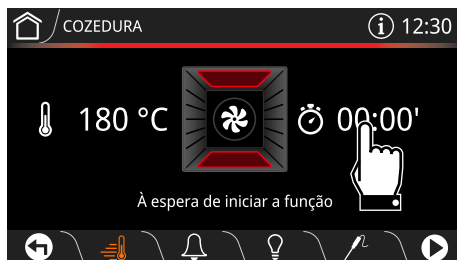 COZEDURA
i 12:30
180 °C
00:00'
À espera de iniciar a função